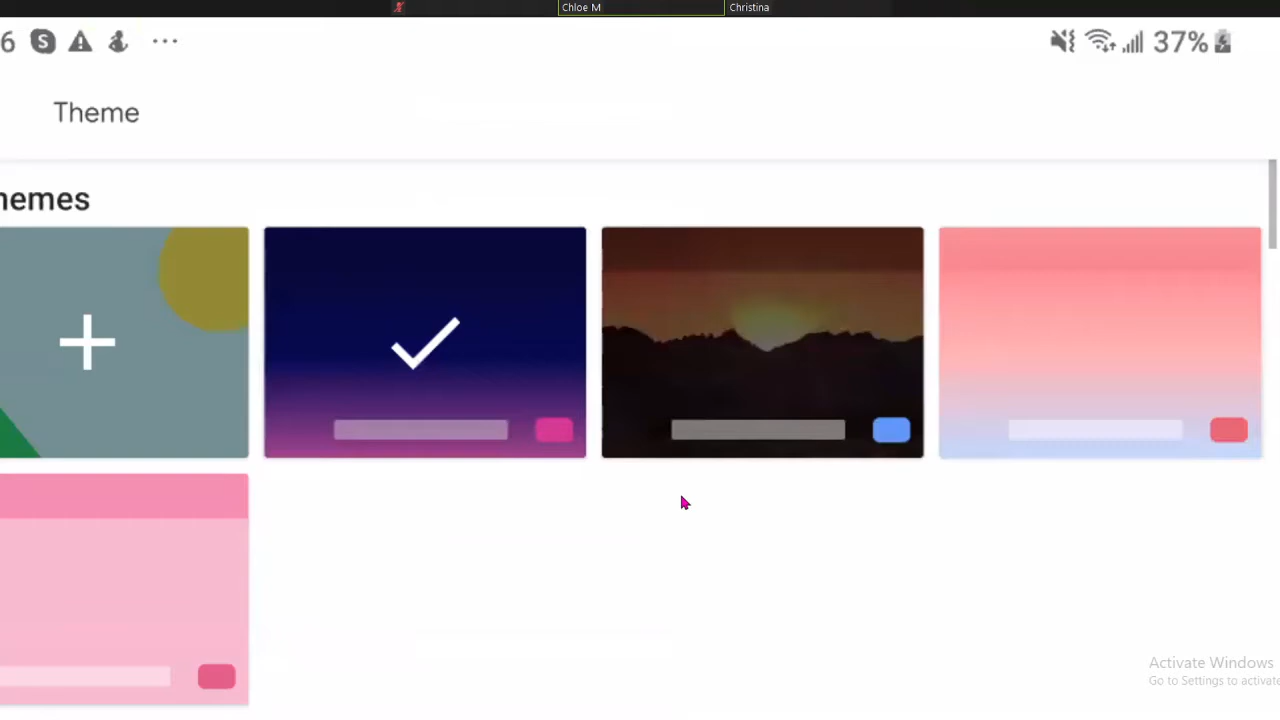 Chloe M
Christina
6
37%
Theme
hemes
Activate Windows
Go to Settings to activate